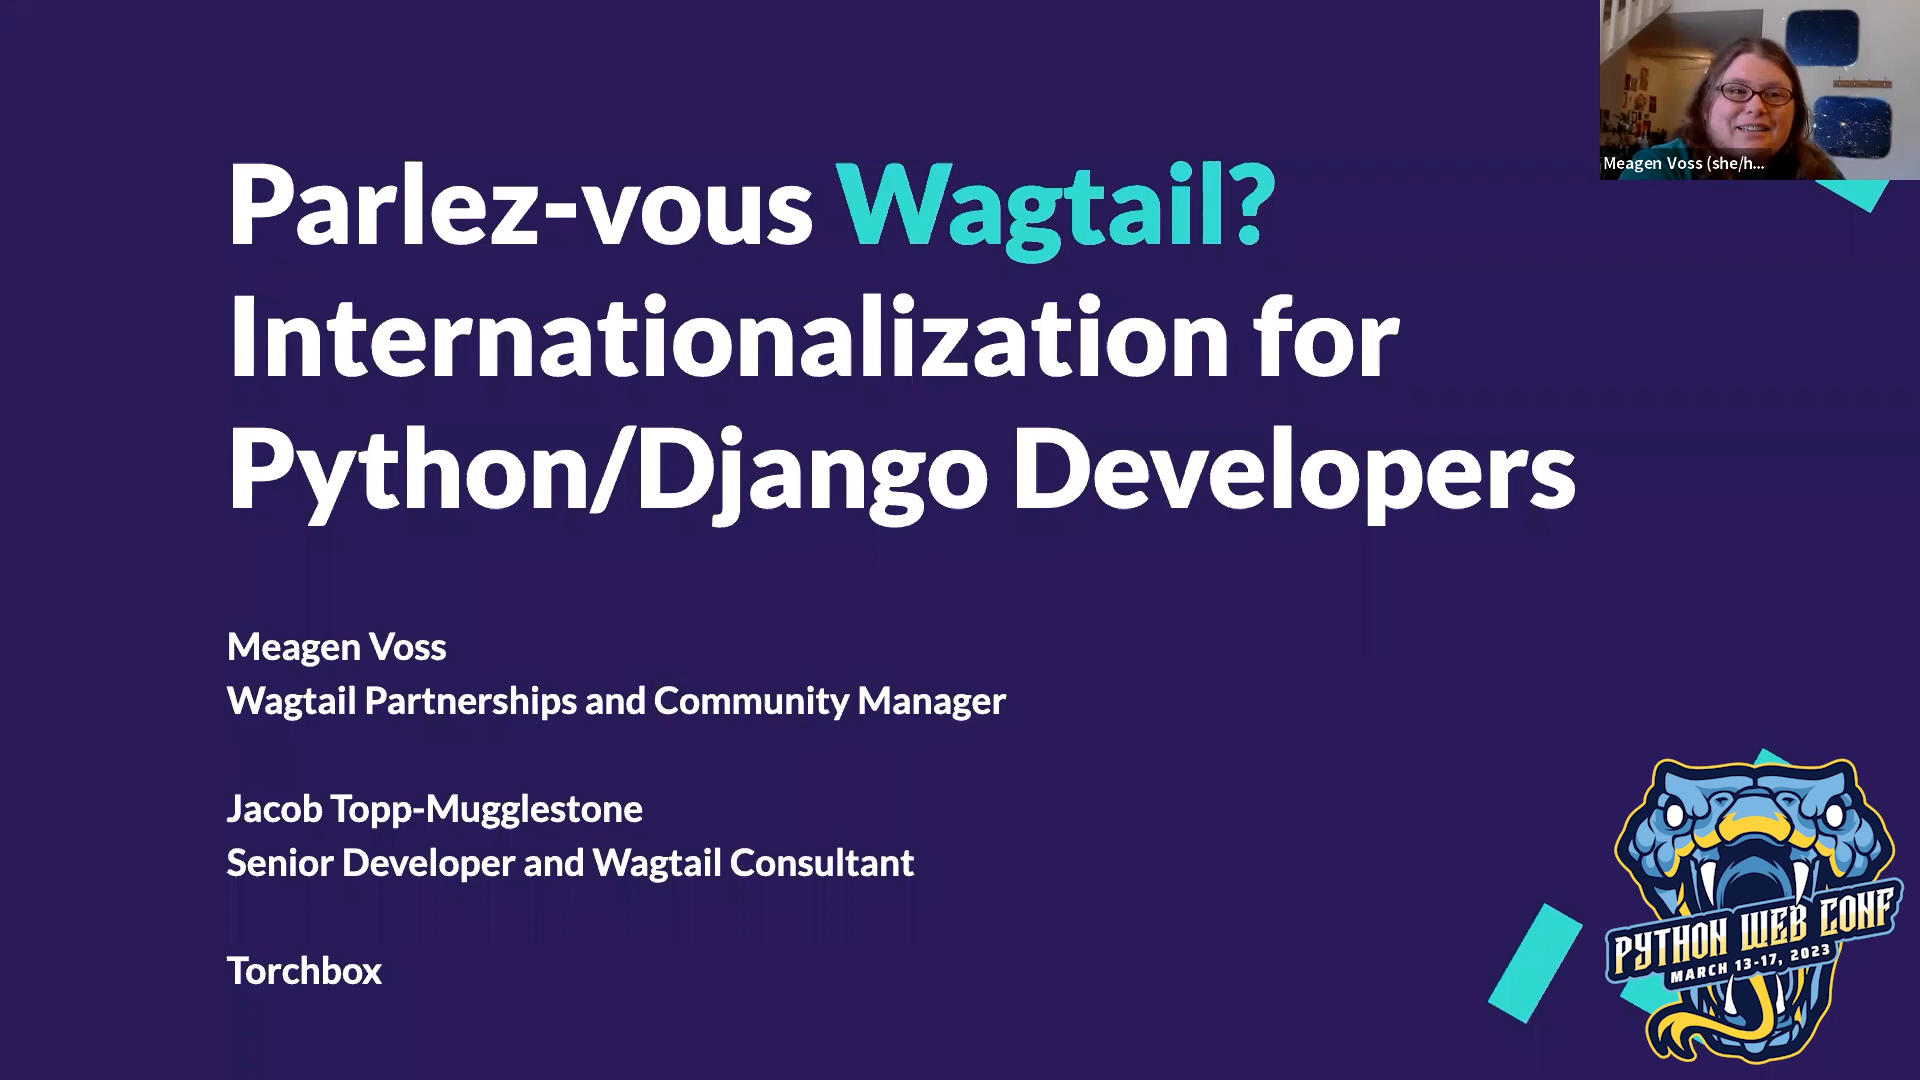 Parlez-vous Wagtail?
Internationalization for
Python/Django Developers
Meagen Voss (she/h...
Meagen Voss
Wagtail Partnerships and Community Manager
Jacob Topp-Mugglestone
Senior Developer and Wagtail Consultant
Torchbox
PYTHON WEB CONF
MARCH 13-17, 2023